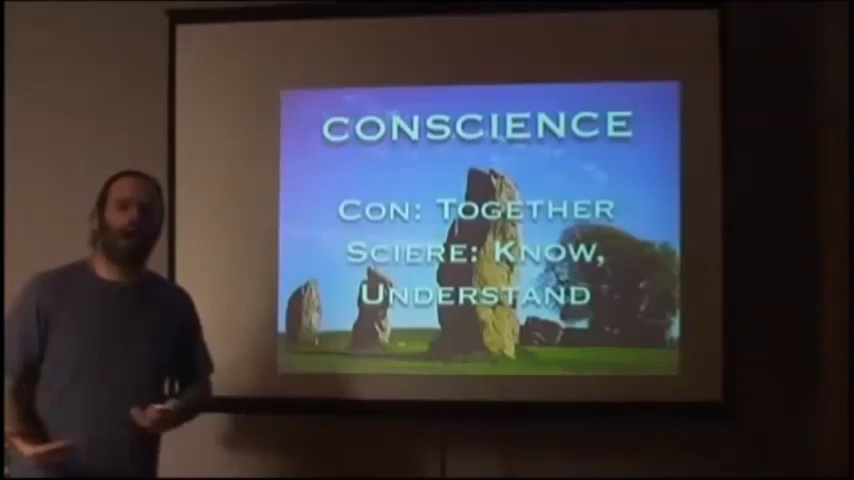 CONSCIENCE
CON: TOGETHER
SCIERE: KNOW,
UNDERSTAND